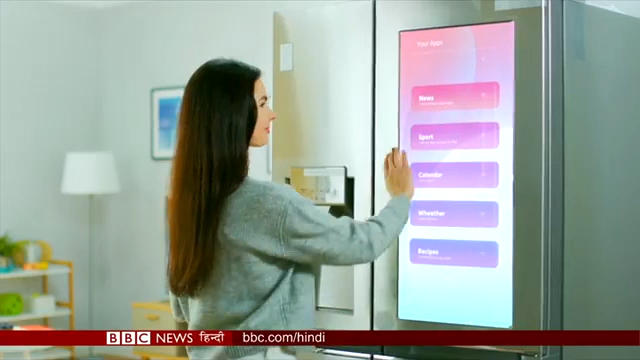 Your Apps
News
Sport
Calendar
Wheather
Recipes
BBC NEWS हिन्दी bbc.com/hindi